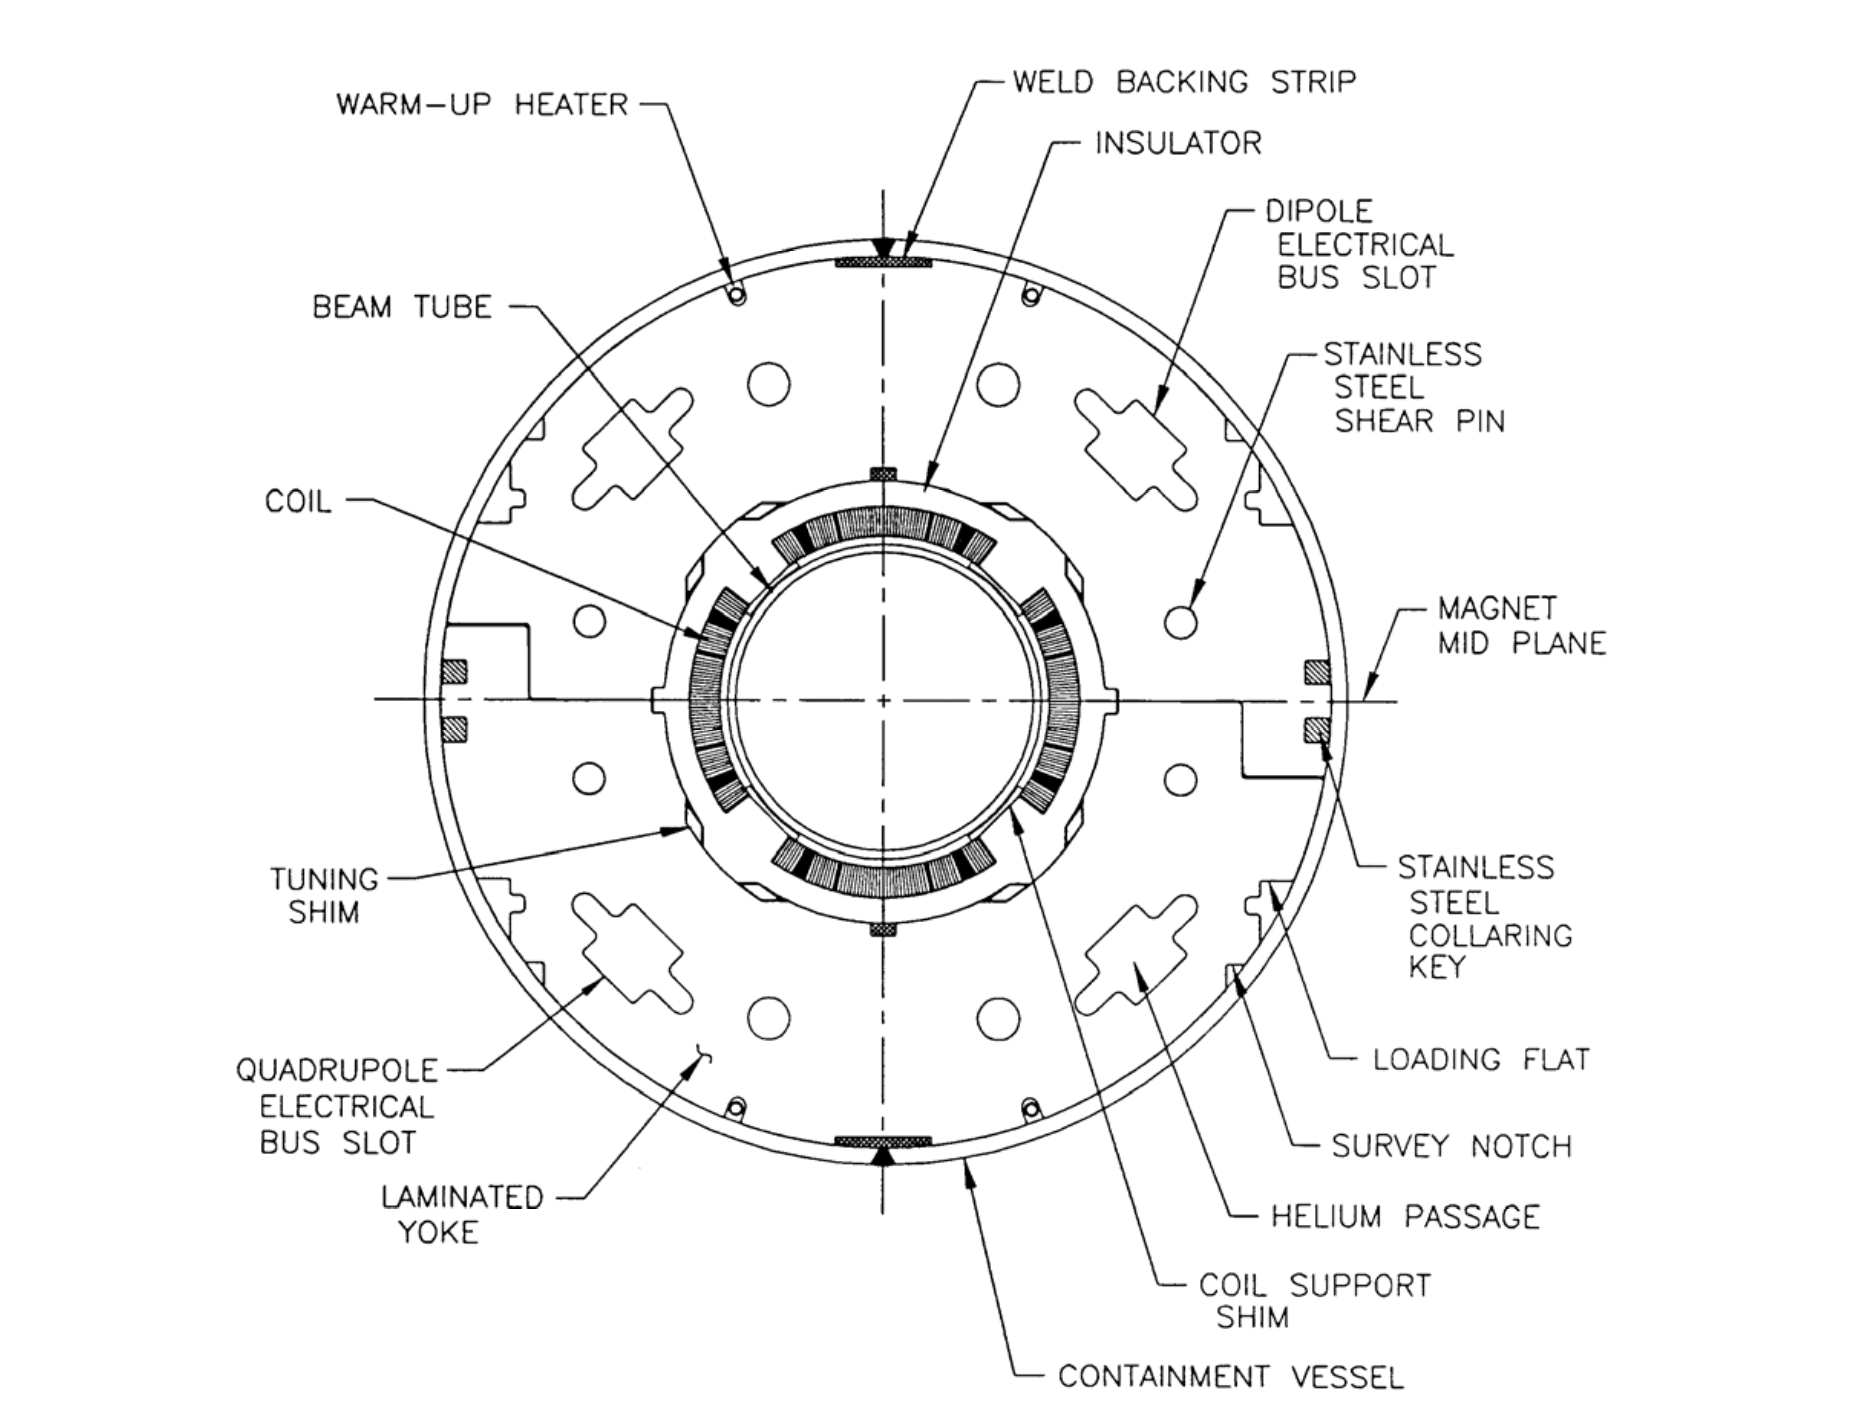 WELD BACKING STRIP
WARM-UP HEATER
INSULATOR
DIPOLE
ELECTRICAL
BUS SLOT
BEAM TUBE
STAINLESS
STEEL
SHEAR PIN
COIL
MAGNET
MID PLANE
TUNING
SHIM
STAINLESS
STEEL
COLLARING
KEY
LOADING FLAT
QUADRUPOLE
ELECTRICAL
BUS SLOT
SURVEY NOTCH
LAMINATED
YOKE
HELIUM PASSAGE
COIL SUPPORT
SHIM
CONTAINMENT VESSEL